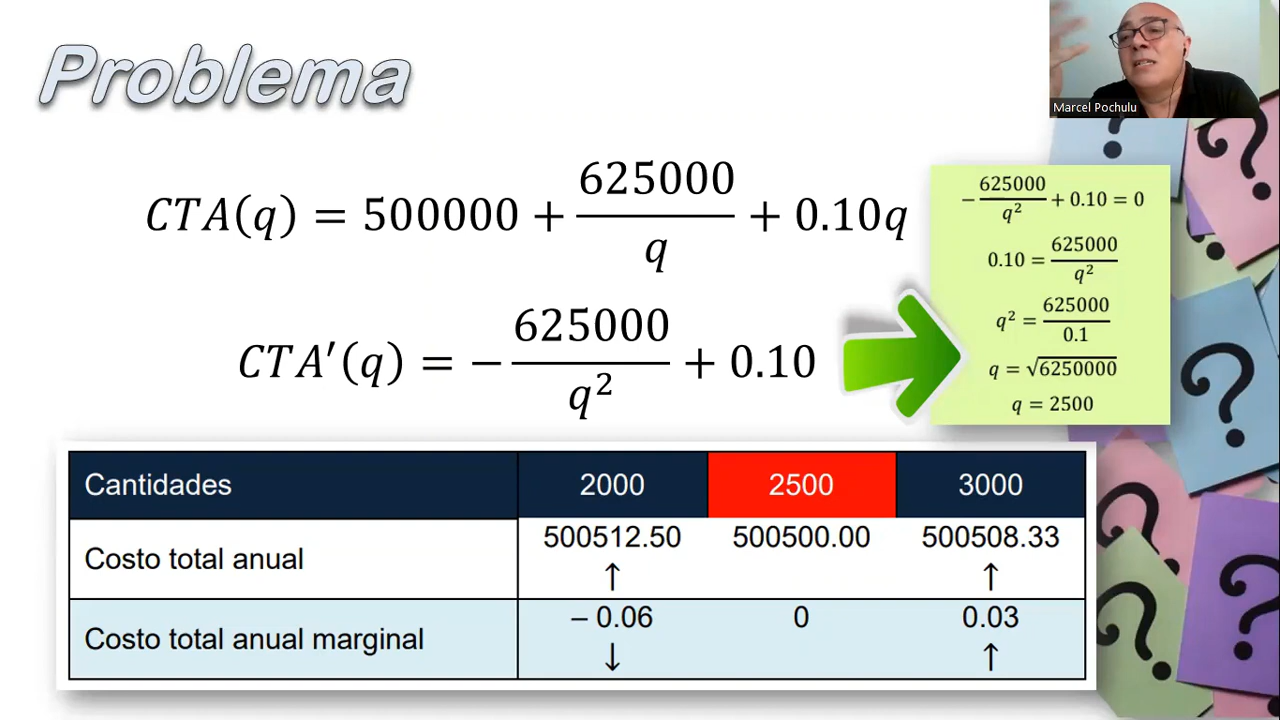 Problema
Marcel Pochulu
CTA(q) = 500000 + 625000/q + 0.10q
CTA′(q) = − 625000/q² + 0.10
− 625000/q² + 0.10 = 0
0.10 = 625000/q²
q² = 625000/0.1
q = √6250000
q = 2500
Cantidades 2000 2500 3000
Costo total anual 500512.50 500500.00 500508.33
↑ ↑
Costo total anual marginal – 0.06 0 0.03
↓ ↑